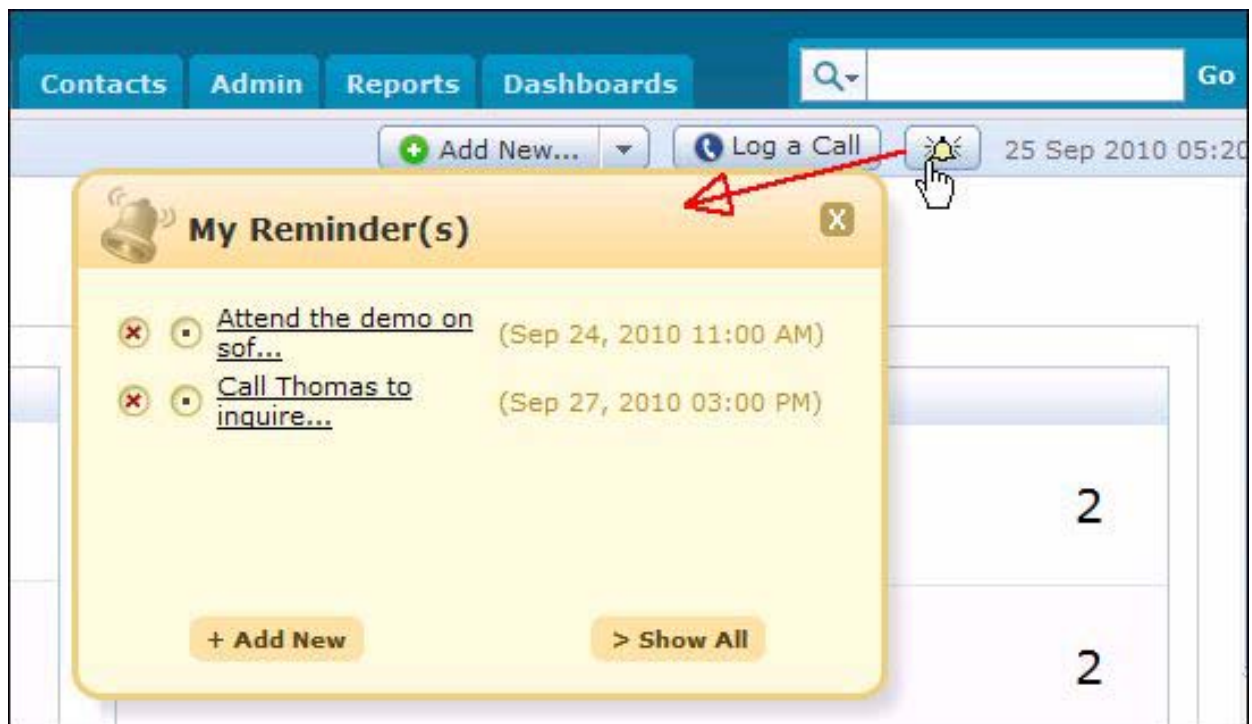 Contacts Admin Reports Dashboards Go
Add New... Log a Call 25 Sep 2010 05:20
My Reminder(s) X
Attend the demo on
sof... (Sep 24, 2010 11:00 AM)
Call Thomas to
inquire... (Sep 27, 2010 03:00 PM)
2
+ Add New > Show All
2